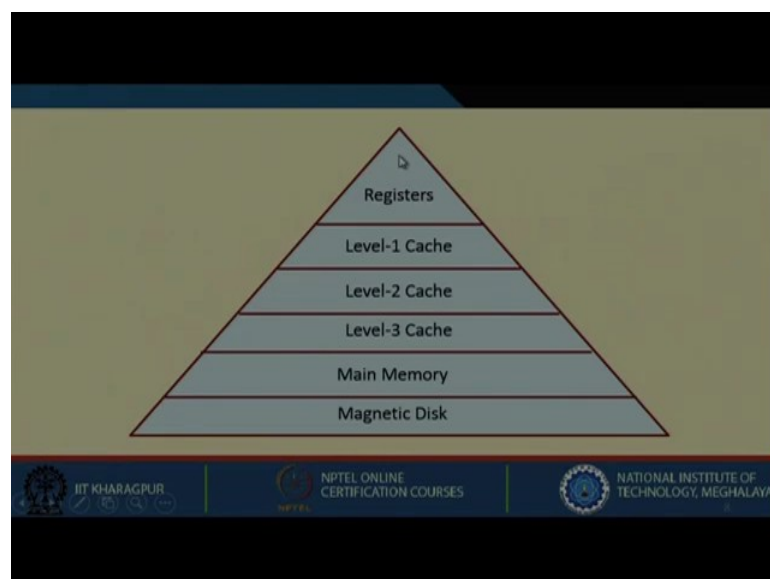 Registers
Level-1 Cache
Level-2 Cache
Level-3 Cache
Main Memory
Magnetic Disk
IIT KHARAGPUR
NPTEL
NPTEL ONLINE
CERTIFICATION COURSES
NATIONAL INSTITUTE OF
TECHNOLOGY, MEGHALAYA